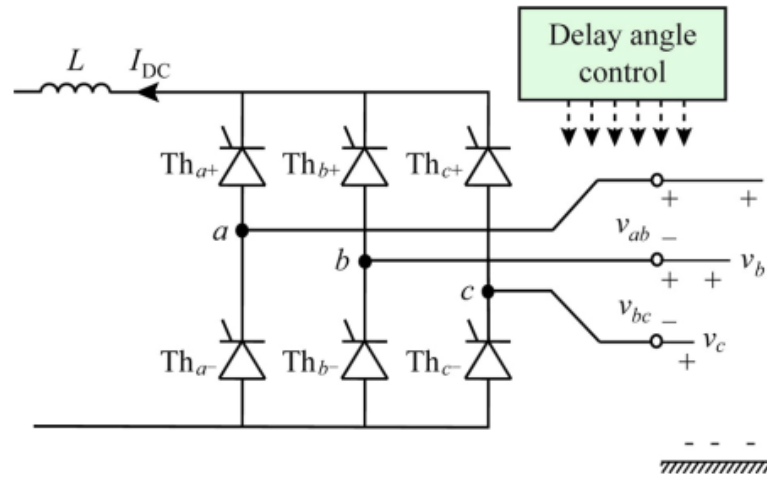 Delay angle
control
L
I_DC
Th_a+
Th_b+
Th_c+
a
b
c
+ +
v_ab −
+ + v_b
v_bc −
+ v_c
Th_a−
Th_b−
Th_c−
- - -